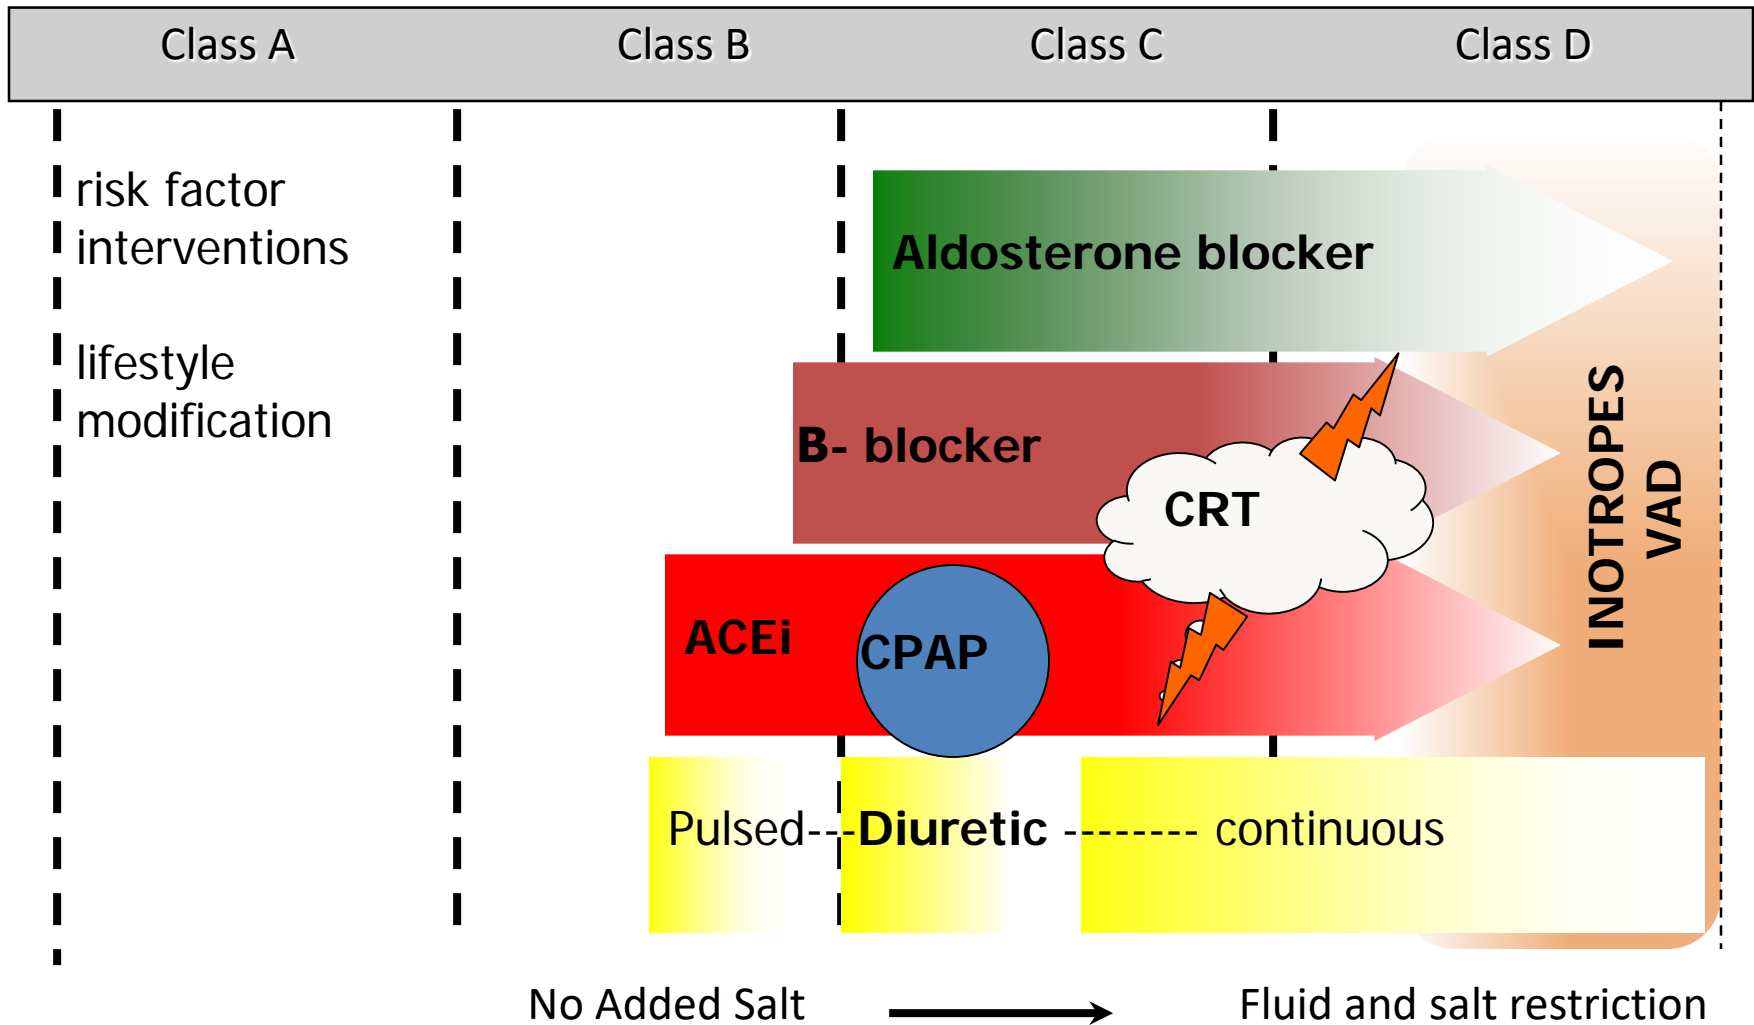 Class A
Class B
Class C
Class D
risk factor
interventions
lifestyle
modification
Aldosterone blocker
B- blocker
CRT
ACEi
CPAP
INOTROPES
VAD
Pulsed---Diuretic -------- continuous
No Added Salt
Fluid and salt restriction